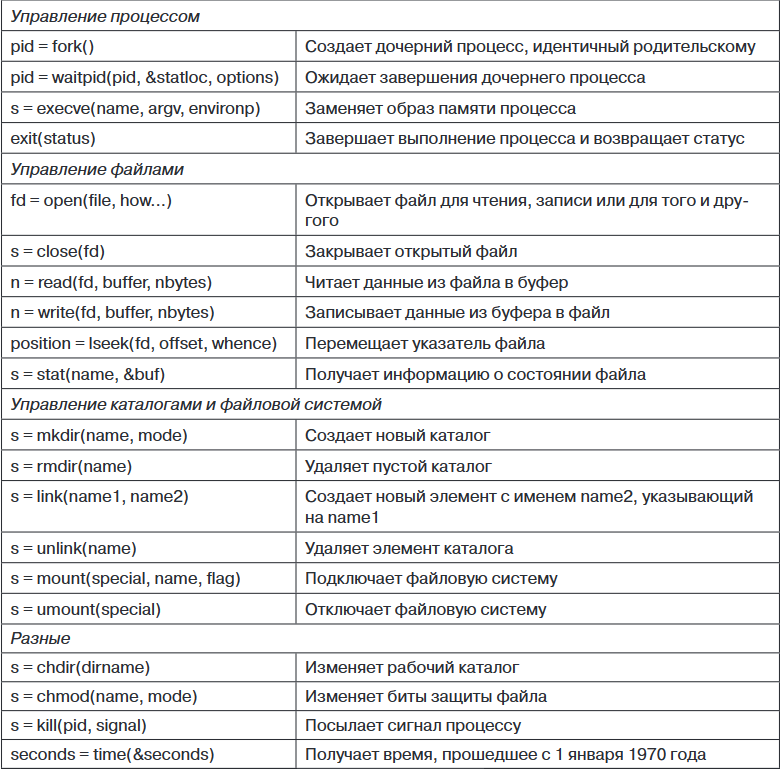 Управление процессом
pid = fork() Создает дочерний процесс, идентичный родительскому
pid = waitpid(pid, &statloc, options) Ожидает завершения дочернего процесса
s = execve(name, argv, environp) Заменяет образ памяти процесса
exit(status) Завершает выполнение процесса и возвращает статус
Управление файлами
fd = open(file, how...) Открывает файл для чтения, записи или для того и дру-
гого
s = close(fd) Закрывает открытый файл
n = read(fd, buffer, nbytes) Читает данные из файла в буфер
n = write(fd, buffer, nbytes) Записывает данные из буфера в файл
position = lseek(fd, offset, whence) Перемещает указатель файла
s = stat(name, &buf) Получает информацию о состоянии файла
Управление каталогами и файловой системой
s = mkdir(name, mode) Создает новый каталог
s = rmdir(name) Удаляет пустой каталог
s = link(name1, name2) Создает новый элемент с именем name2, указывающий
на name1
s = unlink(name) Удаляет элемент каталога
s = mount(special, name, flag) Подключает файловую систему
s = umount(special) Отключает файловую систему
Разные
s = chdir(dirname) Изменяет рабочий каталог
s = chmod(name, mode) Изменяет биты защиты файла
s = kill(pid, signal) Посылает сигнал процессу
seconds = time(&seconds) Получает время, прошедшее с 1 января 1970 года